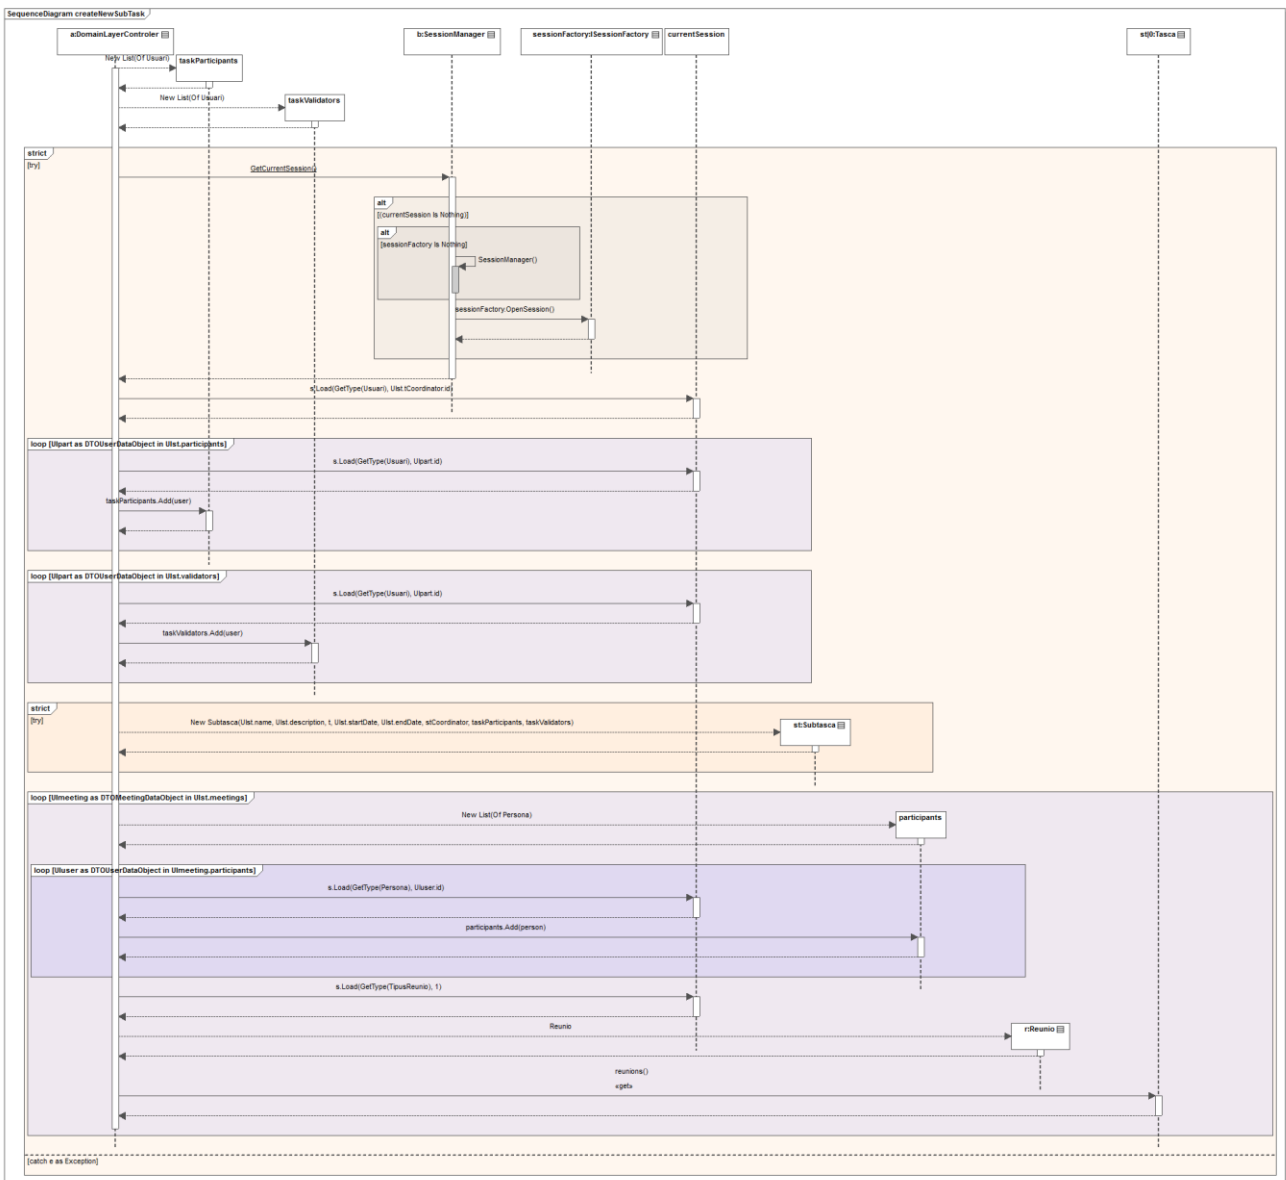 SequenceDiagram createNewSubTask
a:DomainLayerControler
b:SessionManager
sessionFactory:ISessionFactory
currentSession
st|0:Tasca
New List(Of Usuari)
taskParticipants
New List(Of Usuari)
taskValidators
strict
[try]
GetCurrentSession()
alt
[(currentSession Is Nothing)]
alt
[sessionFactory Is Nothing]
SessionManager()
sessionFactory.OpenSession()
s.Load(GetType(Usuari), UIst.tCoordinator.id)
loop [UIpart as DTOUserDataObject in UIst.participants]
s.Load(GetType(Usuari), UIpart.id)
taskParticipants.Add(user)
loop [UIpart as DTOUserDataObject in UIst.validators]
s.Load(GetType(Usuari), UIpart.id)
taskValidators.Add(user)
strict
[try]
New Subtasca(UIst.name, UIst.description, t, UIst.startDate, UIst.endDate, stCoordinator, taskParticipants, taskValidators)
st:Subtasca
loop [UImeeting as DTOMeetingDataObject in UIst.meetings]
New List(Of Persona)
participants
loop [UIuser as DTOUserDataObject in UImeeting.participants]
s.Load(GetType(Persona), UIuser.id)
participants.Add(person)
s.Load(GetType(TipusReunio), 1)
Reunio
r:Reunio
reunions()
«get»
[catch e as Exception]